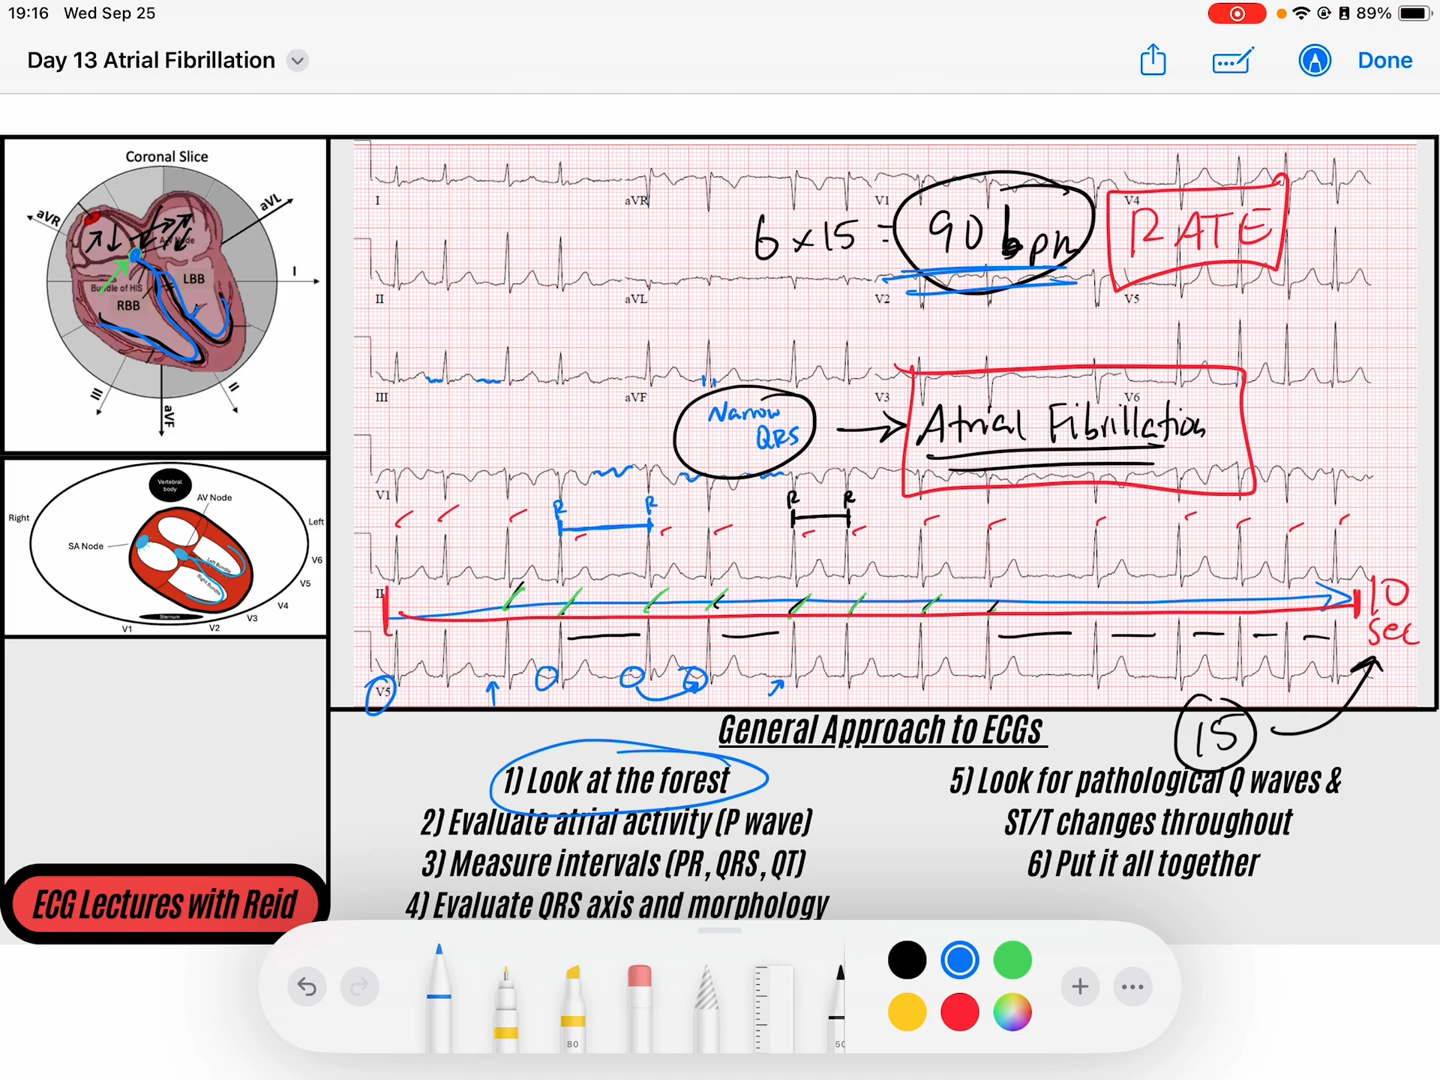 19:16 Wed Sep 25
89%
Day 13 Atrial Fibrillation
Done
Coronal Slice
aVR
aVL
I
LBB
Bundle of HIS
RBB
III
aVF
II
Vertebral body
AV Node
Right
Left
SA Node
Left Bundle
Right Bundle
V6
V5
V4
V3
V2
V1
Sternum
ECG Lectures with Reid
I
aVR
V1
V4
6 x 15 = 90 bpm
RATE
II
aVL
V2
V5
III
aVF
V3
V6
Narrow
QRS
Atrial Fibrillation
V1
R R
R R
II
10
sec
V5
15
General Approach to ECGs
1) Look at the forest
2) Evaluate atrial activity (P wave)
3) Measure intervals (PR, QRS, QT)
4) Evaluate QRS axis and morphology
5) Look for pathological Q waves &
ST/T changes throughout
6) Put it all together
80
50